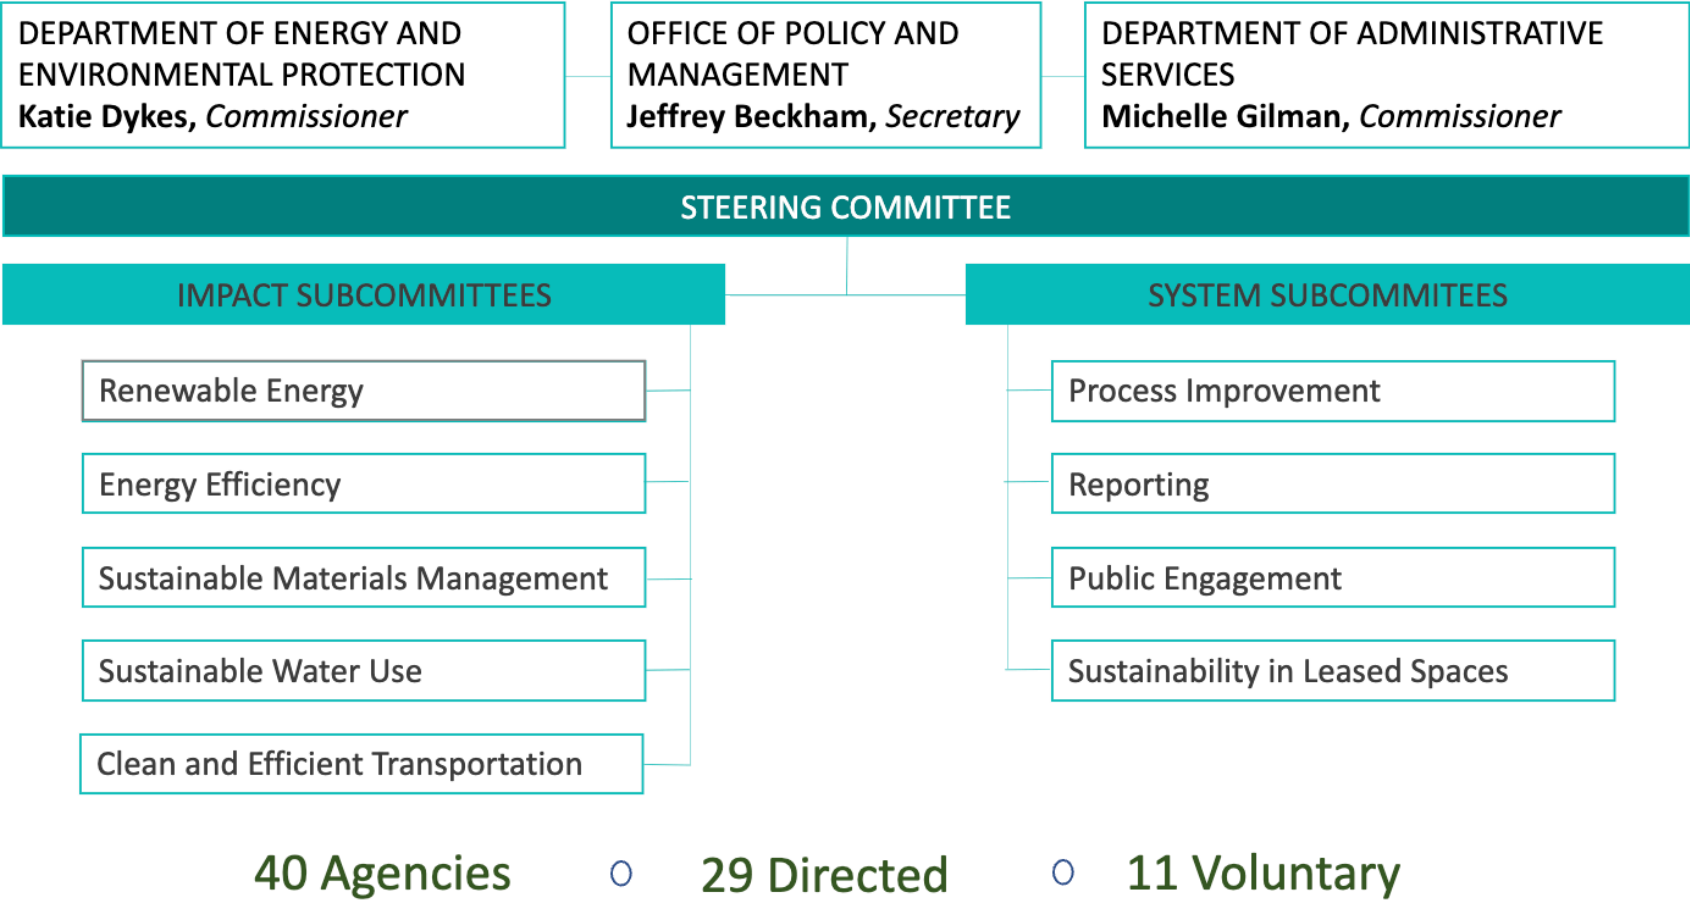 DEPARTMENT OF ENERGY AND
ENVIRONMENTAL PROTECTION
Katie Dykes, Commissioner
OFFICE OF POLICY AND
MANAGEMENT
Jeffrey Beckham, Secretary
DEPARTMENT OF ADMINISTRATIVE
SERVICES
Michelle Gilman, Commissioner
STEERING COMMITTEE
IMPACT SUBCOMMITTEES
Renewable Energy
Energy Efficiency
Sustainable Materials Management
Sustainable Water Use
Clean and Efficient Transportation
SYSTEM SUBCOMMITEES
Process Improvement
Reporting
Public Engagement
Sustainability in Leased Spaces
40 Agencies o 29 Directed o 11 Voluntary